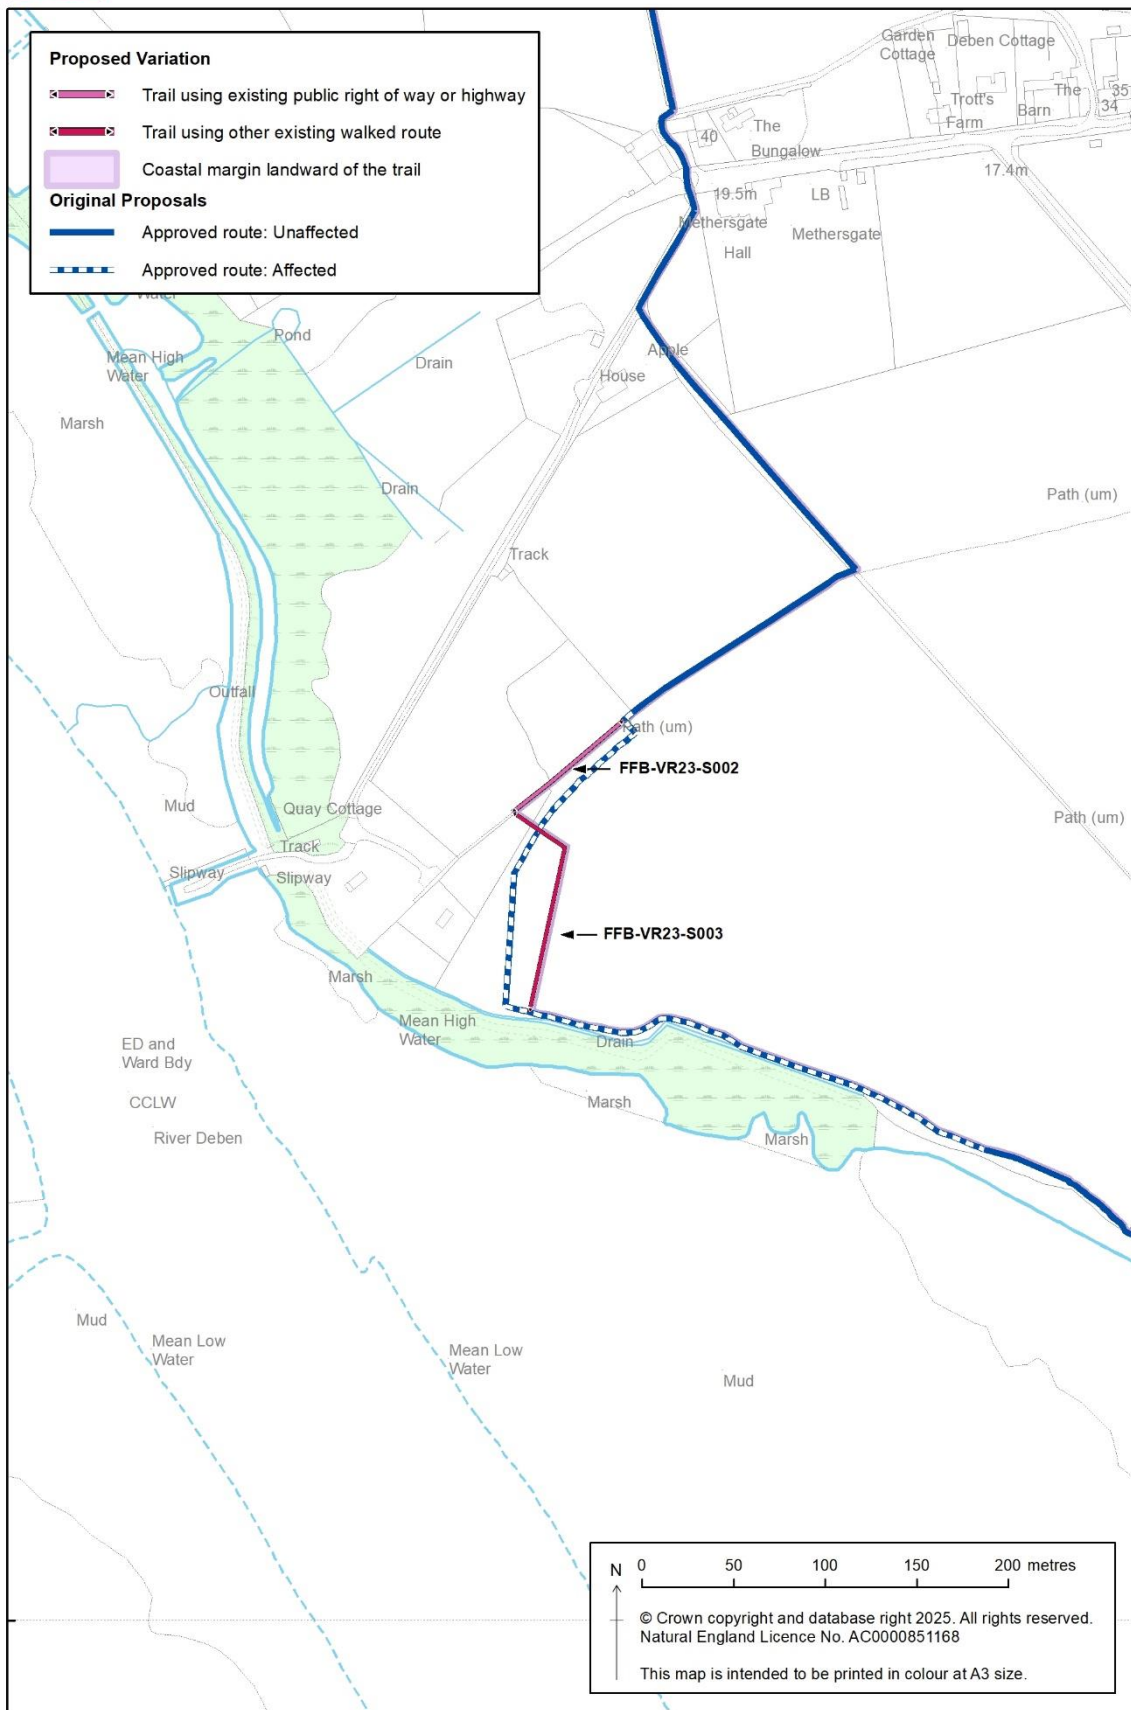 Proposed Variation
Trail using existing public right of way or highway
Trail using other existing walked route
Coastal margin landward of the trail
Original Proposals
Approved route: Unaffected
Approved route: Affected
Garden
Cottage
Deben Cottage
The
35
34
Trott's
Farm
Barn
40
The
Bungalow
17.4m
19.5m
LB
Methersgate
Hall
Methersgate
Water
Pond
Mean High
Water
Drain
Apple
House
Marsh
Drain
Path (um)
Track
Outfall
Path (um)
FFB-VR23-S002
Mud
Quay Cottage
Path (um)
Track
Slipway
Slipway
FFB-VR23-S003
Marsh
Mean High
Water
Drain
ED and
Ward Bdy
CCLW
Marsh
River Deben
Marsh
Mud
Mean Low
Water
Mean Low
Water
Mud
N
0 50 100 150 200 metres
© Crown copyright and database right 2025. All rights reserved.
Natural England Licence No. AC0000851168
This map is intended to be printed in colour at A3 size.